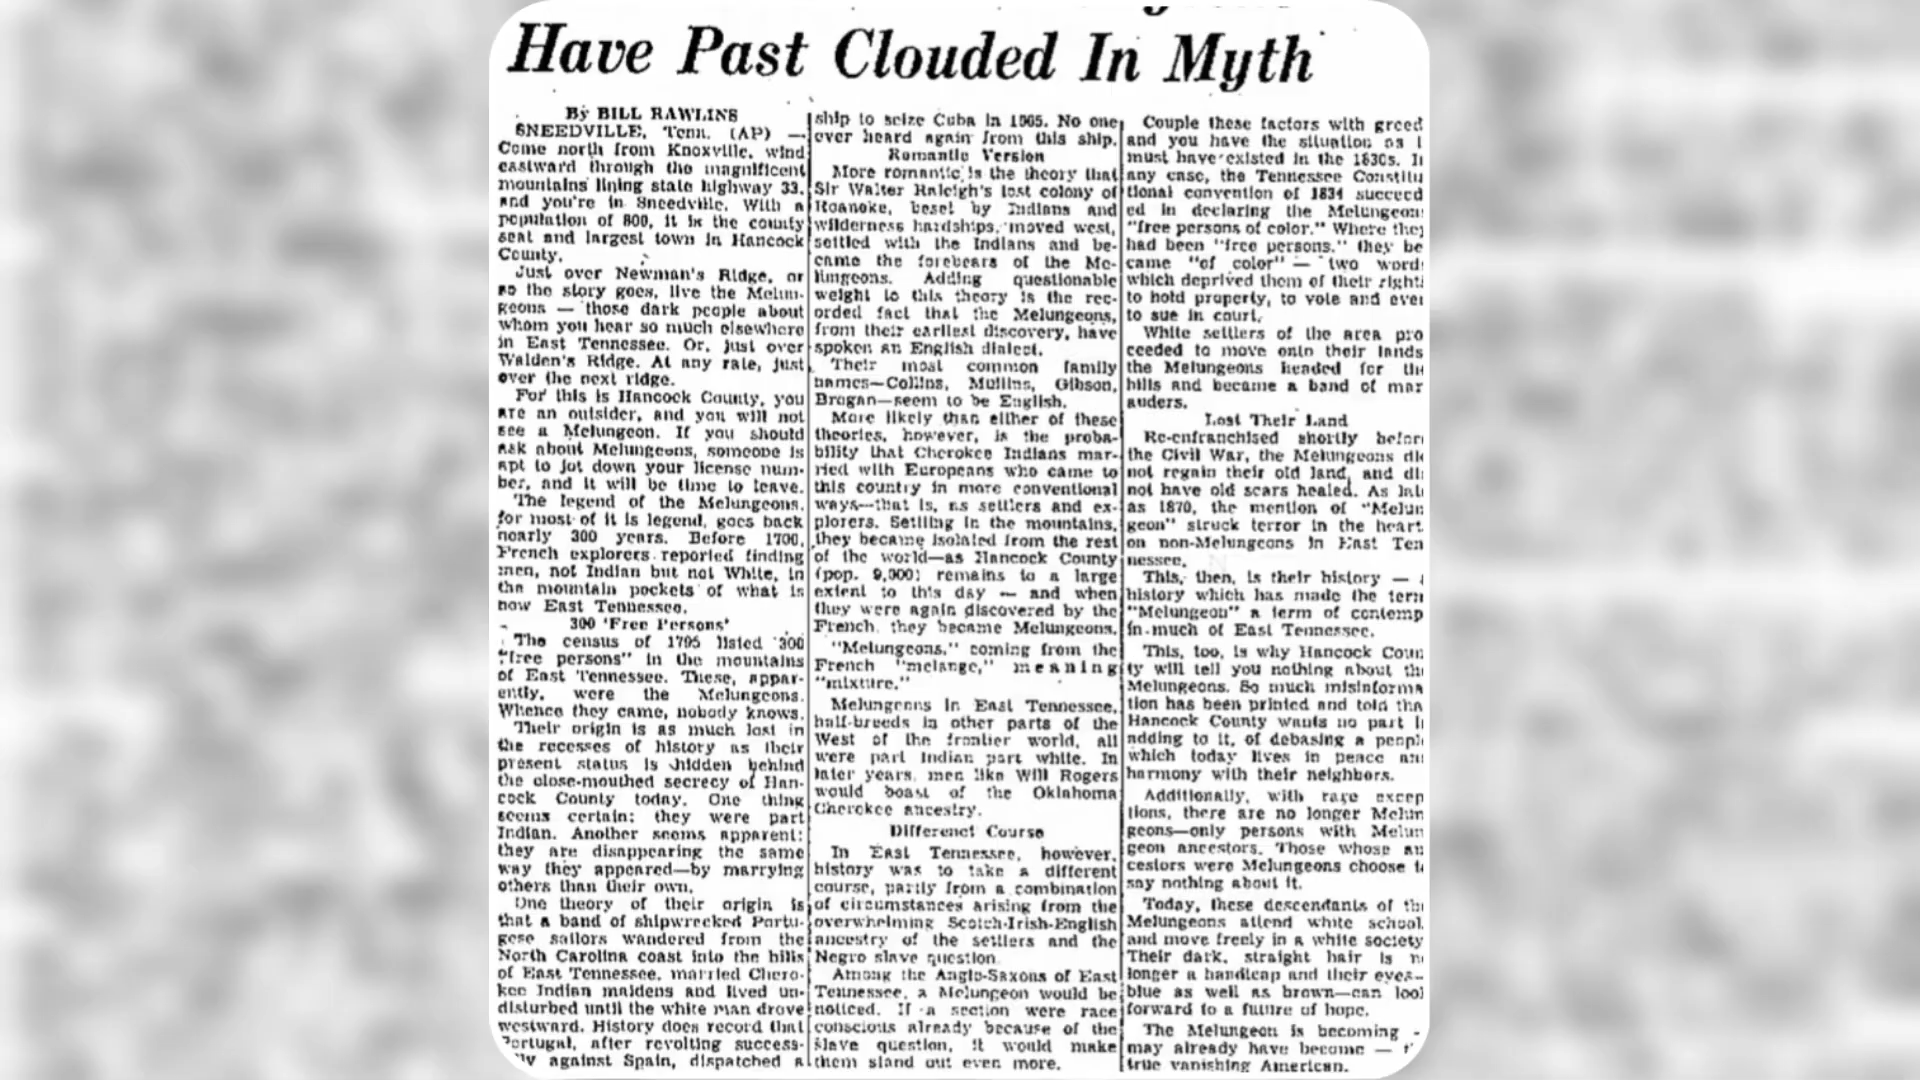 Have Past Clouded In Myth
By BILL RAWLINS
SNEEDVILLE, Tenn. (AP) —
Come north from Knoxville, wind
eastward through the magnificent
mountains lining state highway 33,
and you're in Sneedville. With a
population of 800, it is the county
seat and largest town in Hancock
County.
Just over Newman's Ridge, or
so the story goes, live the Melun-
geons — those dark people about
whom you hear so much elsewhere
in East Tennessee. Or, just over
Walden's Ridge. At any rate, just
over the next ridge.
For this is Hancock County, you
are an outsider, and you will not
see a Melungeon. If you should
ask about Melungeons, someone is
apt to jot down your license num-
ber, and it will be time to leave.
The legend of the Melungeons,
for most of it is legend, goes back
nearly 300 years. Before 1700,
French explorers reported finding
men, not Indian but not White, in
the mountain pockets of what is
now East Tennessee.
300 'Free Persons'
The census of 1795 listed 300
"free persons" in the mountains
of East Tennessee. These, appar-
ently, were the Melungeons.
Whence they came, nobody knows.
Their origin is as much lost in
the recesses of history as their
present status is hidden behind
the close-mouthed secrecy of Han-
cock County today. One thing
seems certain: they were part
Indian. Another seems apparent:
they are disappearing the same
way they appeared—by marrying
others than their own.
One theory of their origin is
that a band of shipwrecked Portu-
gese sailors wandered from the
North Carolina coast into the hills
of East Tennessee, married Chero-
kee Indian maidens and lived un-
disturbed until the white man drove
westward. History does record that
Portugal, after revolting success-
against Spain, dispatched a
ship to seize Cuba in 1665. No one
ever heard again from this ship.
Romantic Version
More romantic is the theory that
Sir Walter Raleigh's lost colony of
Roanoke, beset by Indians and
wilderness hardships, moved west,
settled with the Indians and be-
came the forebears of the Me-
lungeons. Adding questionable
weight to this theory is the rec-
orded fact that the Melungeons,
from their earliest discovery, have
spoken an English dialect.
Their most common family
names—Collins, Mullins, Gibson,
Brogan—seem to be English.
More likely than either of these
theories, however, is the proba-
bility that Cherokee Indians mar-
ried with Europeans who came to
this country in more conventional
ways—that is, as settlers and ex-
plorers. Settling in the mountains,
they became isolated from the rest
of the world—as Hancock County
(pop. 9,000) remains to a large
extent to this day — and when
they were again discovered by the
French, they became Melungeons.
"Melungeons," coming from the
French "melange," meaning
"mixture."
Melungeons in East Tennessee,
half-breeds in other parts of the
West of the frontier world, all
were part Indian part white. In
later years, men like Will Rogers
would boast of the Oklahoma
Cherokee ancestry.
Different Course
In East Tennessee, however,
history was to take a different
course, partly from a combination
of circumstances arising from the
overwhelming Scotch-Irish-English
ancestry of the settlers and the
Negro slave question.
Among the Anglo-Saxons of East
Tennessee, a Melungeon would be
noticed. If a section were race
conscious already because of the
slave question, it would make
them stand out even more.
Couple these factors with greed
and you have the situation as
must have existed in the 1830s. In
any case, the Tennessee Constitu
tional convention of 1834 succeed
ed in declaring the Melungeon
"free persons of color." Where they
had been "free persons," they be
came "of color" — two word
which deprived them of their right
to hold property, to vote and ever
to sue in court.
White settlers of the area pro
ceeded to move onto their lands
the Melungeons headed for the
hills and became a band of mar
auders.
Lost Their Land
Re-enfranchised shortly before
the Civil War, the Melungeons di
not regain their old land, and di
not have old scars healed. As lat
as 1870, the mention of "Melun
geon" struck terror in the heart
on non-Melungeons in East Ten
nessee.
This, then, is their history —
history which has made the term
"Melungeon" a term of contemp
in much of East Tennessee.
This, too, is why Hancock Coun
ty will tell you nothing about the
Melungeons. So much misinforma
tion has been printed and told tha
Hancock County wants no part i
adding to it, of debasing a peopl
which today lives in peace an
harmony with their neighbors.
Additionally, with rare excep
tions, there are no longer Melun
geons—only persons with Melun
geon ancestors. Those whose an
cestors were Melungeons choose t
say nothing about it.
Today, these descendants of th
Melungeons attend white school
and move freely in a white society
Their dark, straight hair is n
longer a handicap and their eyes—
blue as well as brown—can look
forward to a future of hope.
The Melungeon is becoming -
may already have become — t
true vanishing American.